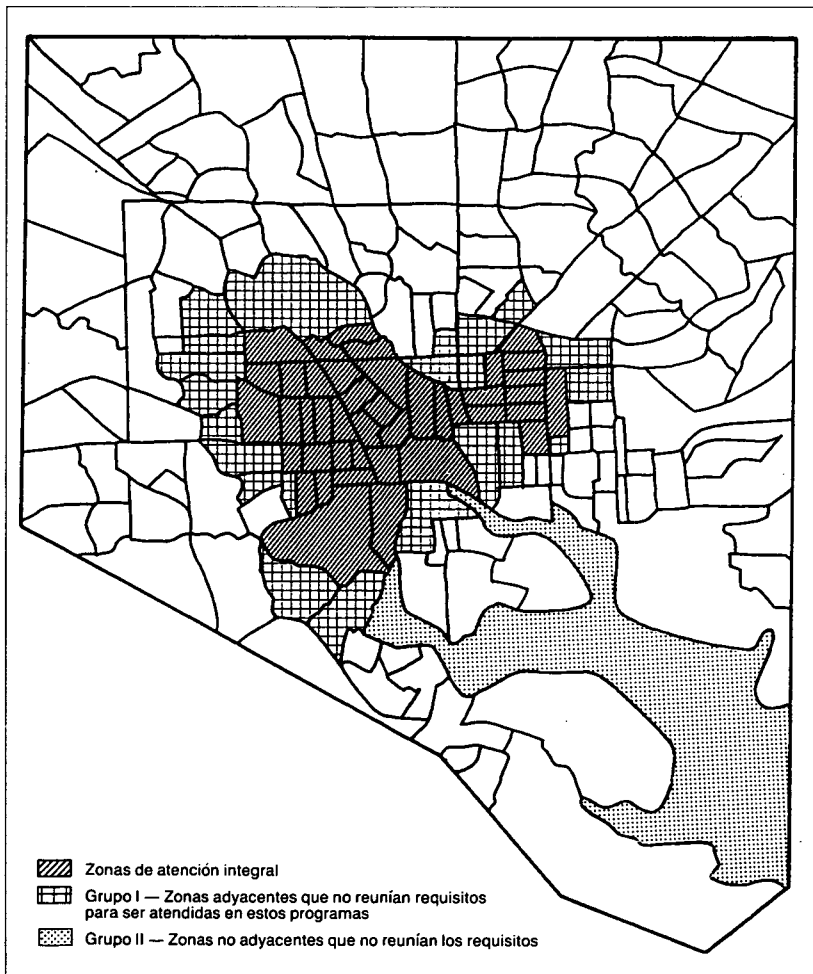 Zonas de atención integral
Grupo I — Zonas adyacentes que no reunían requisitos
para ser atendidas en estos programas
Grupo II — Zonas no adyacentes que no reunían los requisitos